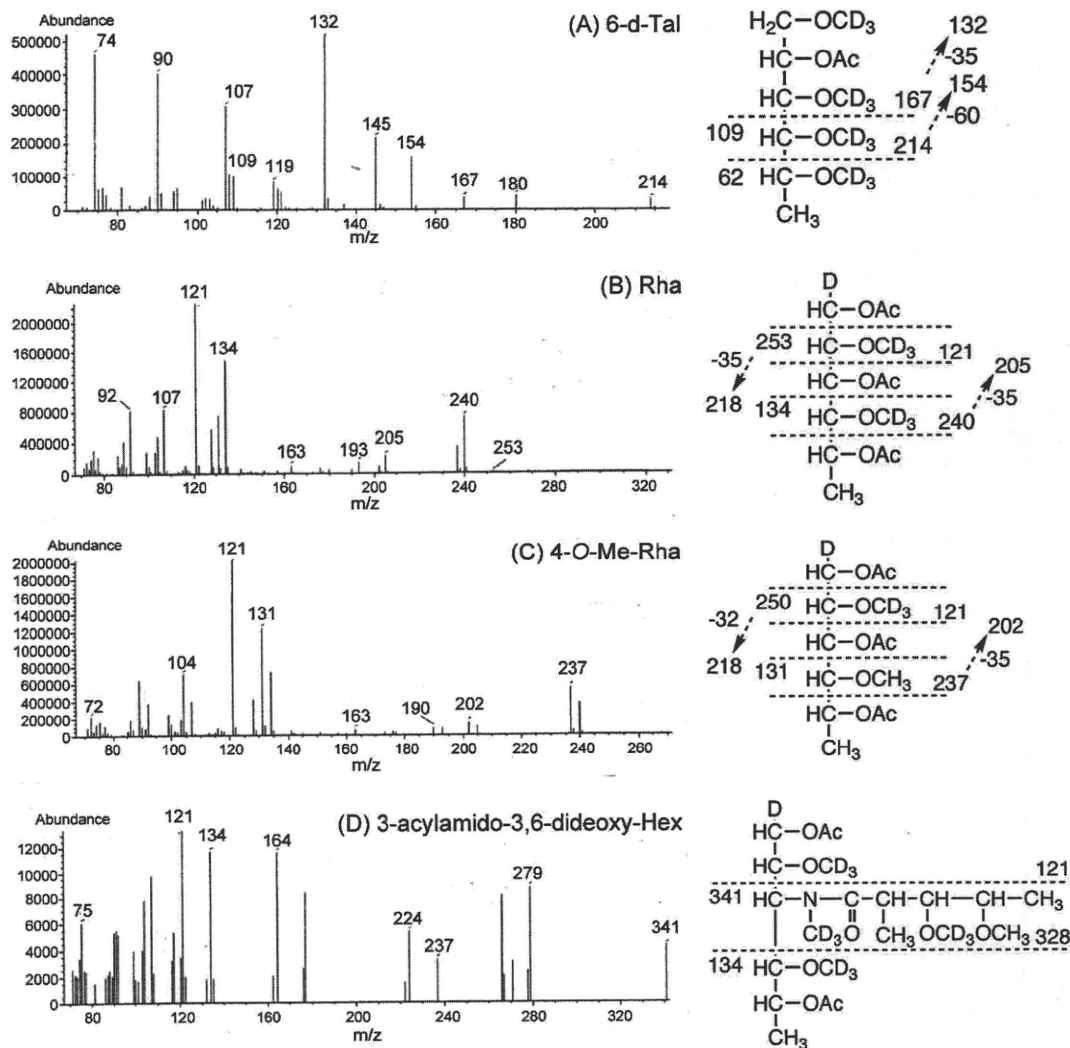 Abundance
(A) 6-d-Tal
500000
400000
300000
200000
100000
0
74
90
107
109
119
132
145
154
167
180
214
80 100 120 140 160 180 200
m/z
H₂C—OCD₃
HC—OAc
HC—OCD₃
HC—OCD₃
HC—OCD₃
CH₃
132
-35
154
-60
167
214
109
62
Abundance
(B) Rha
2000000
1600000
1200000
800000
400000
0
92
107
121
134
163
193
205
240
253
80 120 160 200 240 280 320
m/z
D
HC—OAc
HC—OCD₃
HC—OAc
HC—OCD₃
HC—OAc
CH₃
253
-35
218
134
121
205
-35
240
Abundance
(C) 4-O-Me-Rha
2000000
1800000
1600000
1400000
1200000
1000000
800000
600000
400000
200000
0
72
104
121
131
163
190
202
237
80 100 120 140 160 180 200 220 240 260
m/z
D
HC—OAc
HC—OCD₃
HC—OAc
HC—OCH₃
HC—OAc
CH₃
250
-32
218
131
121
202
-35
237
Abundance
(D) 3-acylamido-3,6-dideoxy-Hex
12000
10000
8000
6000
4000
2000
0
75
121
134
164
224
237
279
341
80 120 160 200 240 280 320
m/z
D
HC—OAc
HC—OCD₃
121
341 HC—N—C—CH—CH—CH—CH₃
CD₃ O CH₃ OCD₃ OCH₃ 328
134 HC—OCD₃
HC—OAc
CH₃